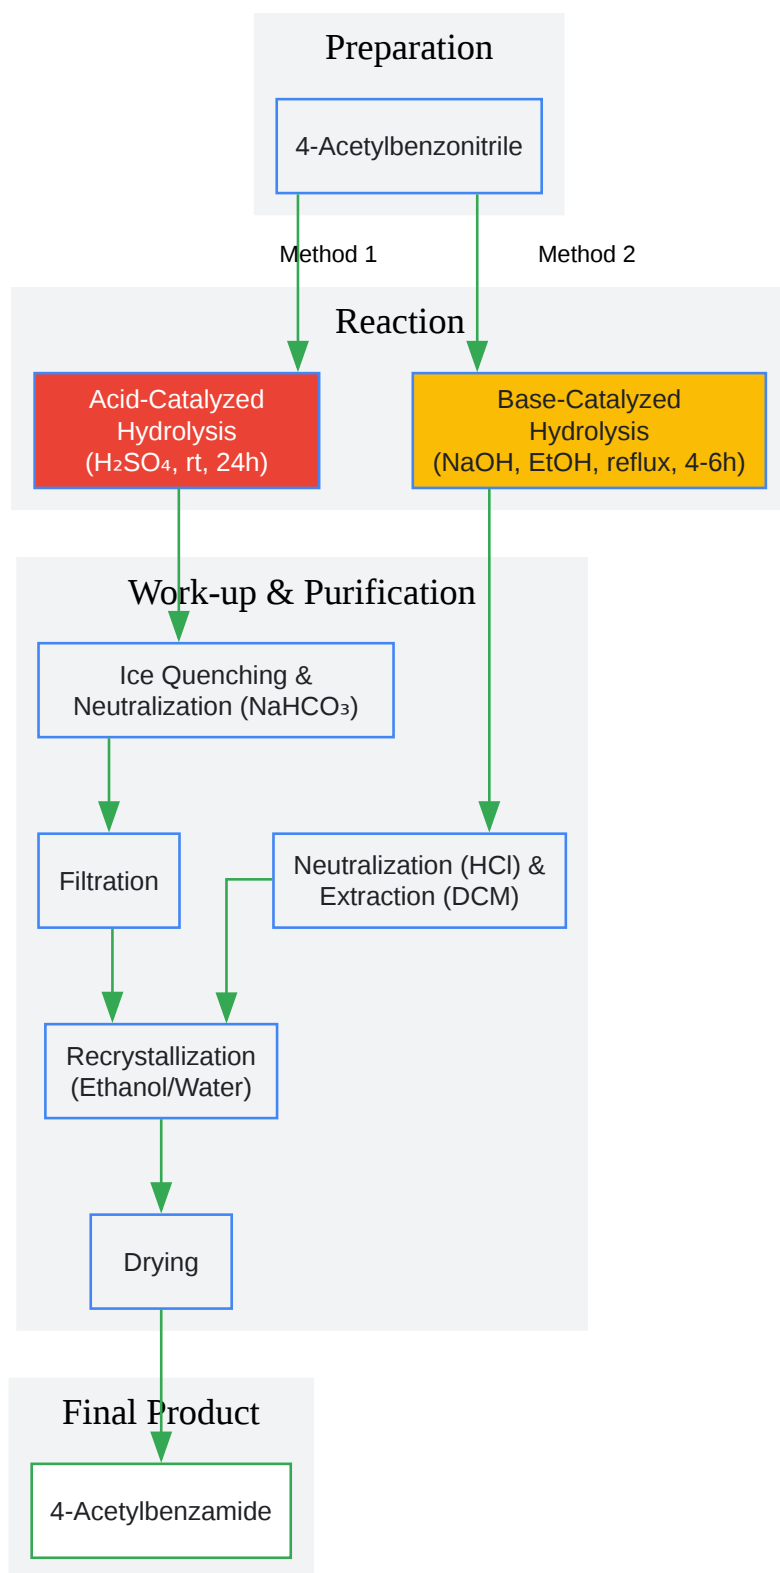 Preparation
4-Acetylbenzonitrile
Method 1
Method 2
Reaction
Acid-Catalyzed
Hydrolysis
(H₂SO₄, rt, 24h)
Base-Catalyzed
Hydrolysis
(NaOH, EtOH, reflux, 4-6h)
Work-up & Purification
Ice Quenching &
Neutralization (NaHCO₃)
Filtration
Neutralization (HCl) &
Extraction (DCM)
Recrystallization
(Ethanol/Water)
Drying
Final Product
4-Acetylbenzamide